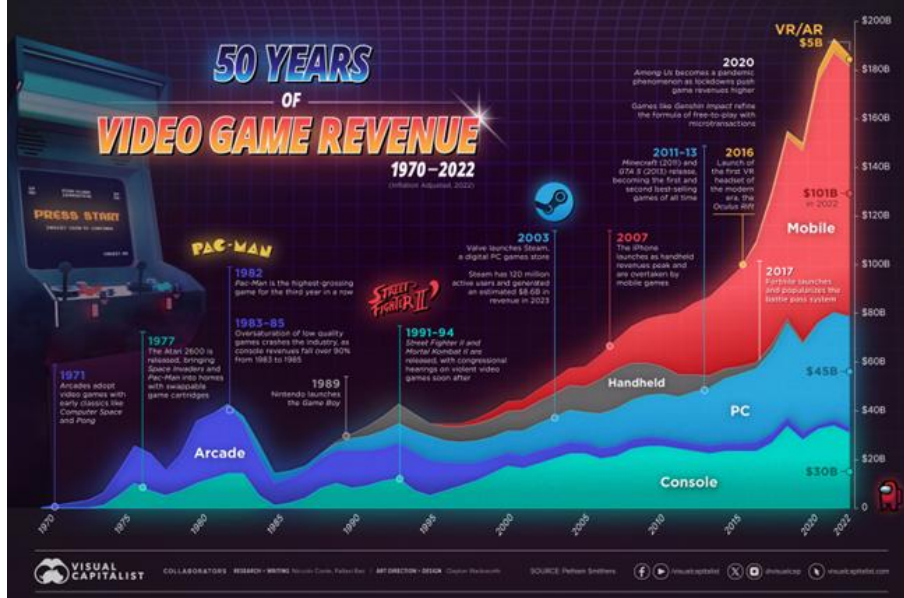 50 YEARS
OF
VIDEO GAME REVENUE
1970–2022
(Inflation Adjusted, 2022)
PRESS START
VR/AR
$5B
$200B
$180B
$160B
$140B
$120B
$100B
$80B
$60B
$40B
$20B
0
2020
Among Us becomes a pandemic
phenomenon as lockdowns push
game revenues higher
Games like Genshin Impact refine
the formula of free-to-play with
microtransactions
2011–13
Minecraft (2011) and
GTA 5 (2013) release,
becoming the first and
second best-selling
games of all time
2016
Launch of
the first VR
headset of
the modern
era, the
Oculus Rift
$101B
in 2022
Mobile
2003
Valve launches Steam,
a digital PC games store
Steam has 120 million
active users and generated
an estimated $8.6B in
revenue in 2023
2007
The iPhone
launches as handheld
revenues peak and
are overtaken by
mobile games
2017
Fortnite launches
and popularizes the
battle pass system
PAC-MAN
1982
Pac-Man is the highest-grossing
game for the third year in a row
1983–85
Oversaturation of low quality
games crashes the industry, as
console revenues fall over 90%
from 1983 to 1985
STREET
FIGHTER II
1991–94
Street Fighter II and
Mortal Kombat II are
released, with congressional
hearings on violent video
games soon after
1977
The Atari 2600 is
released, bringing
Space Invaders and
Pac-Man into homes
with swappable
game cartridges
1971
Arcades adopt
video games with
early classics like
Computer Space
and Pong
1989
Nintendo launches
the Game Boy
Handheld
$45B
PC
Arcade
$30B
Console
1970
1975
1980
1985
1990
1995
2000
2005
2010
2015
2020
2022
VISUAL
CAPITALIST
COLLABORATORS
RESEARCH + WRITING
ART DIRECTION + DESIGN
SOURCE: Pelham Smithers
/visualcapitalist
@visualcap
visualcapitalist.com